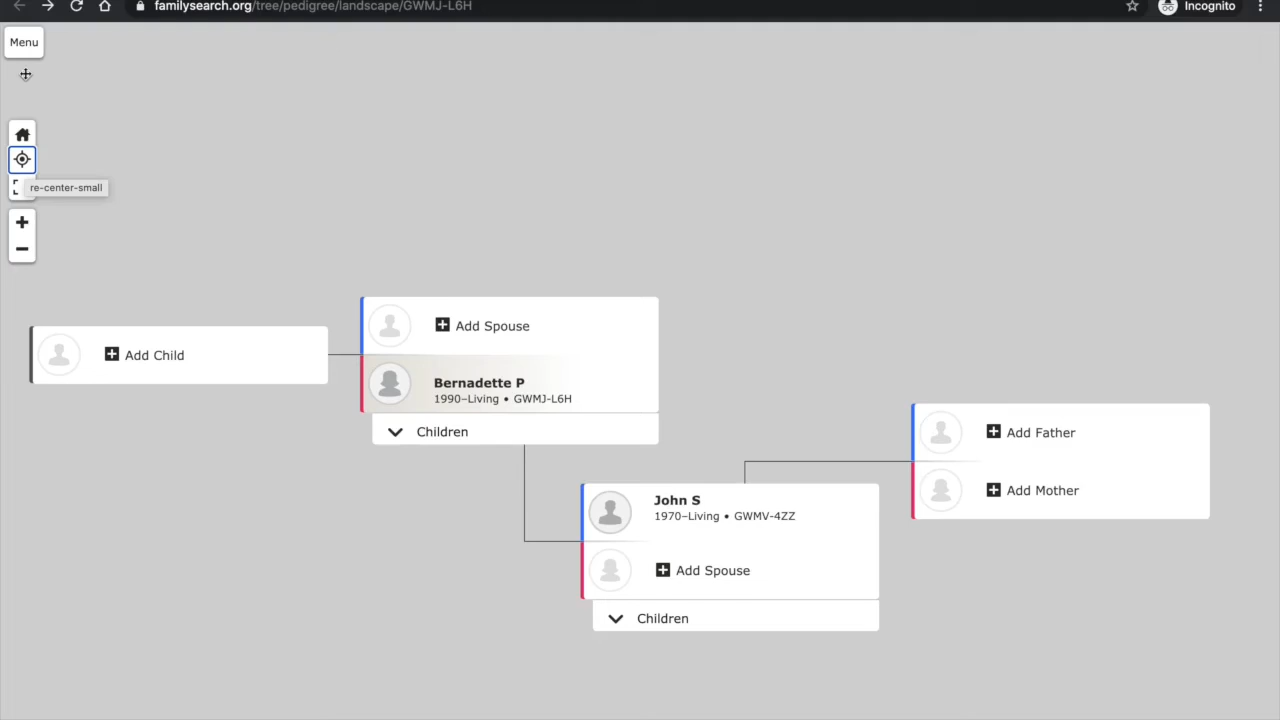 familysearch.org/tree/pedigree/landscape/GWMJ-L6H
Incognito
Menu
re-center-small
Add Child
Add Spouse
Bernadette P
1990–Living • GWMJ-L6H
Children
John S
1970–Living • GWMV-4ZZ
Add Spouse
Children
Add Father
Add Mother